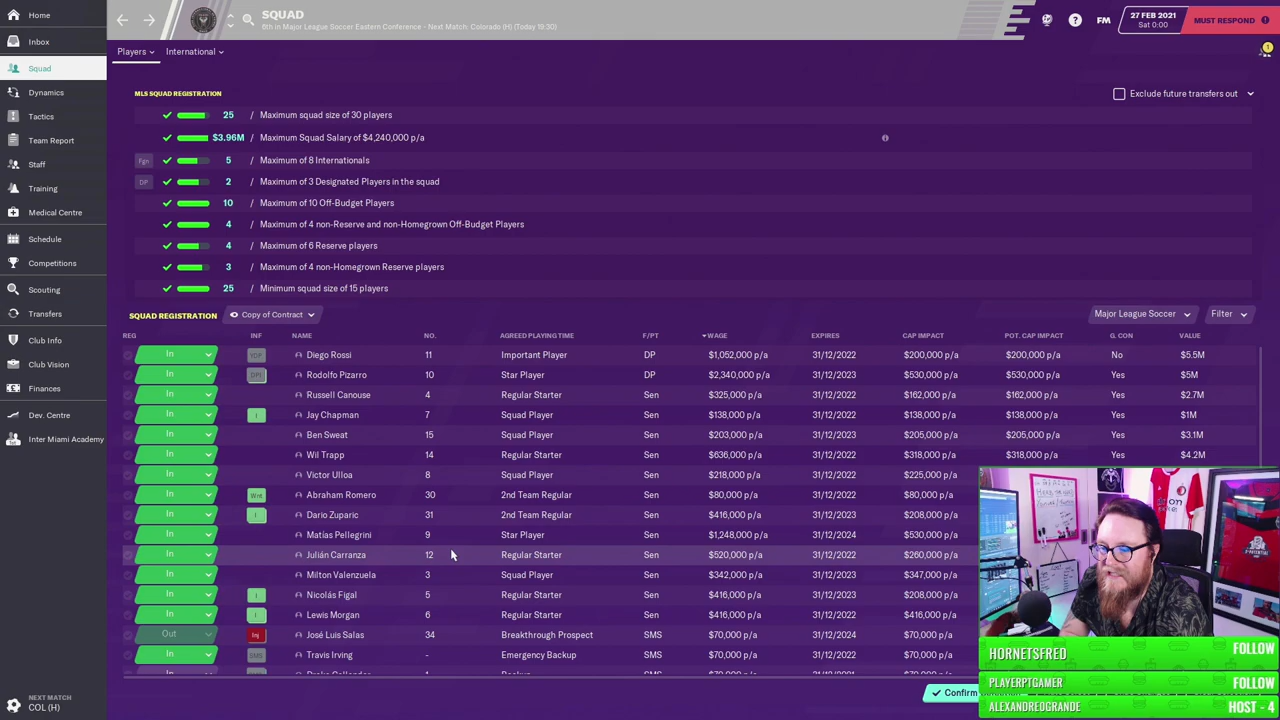 Home
SQUAD
8th in Major League Soccer Eastern Conference - Next Match: Colorado (H) (Today 19:30)
?
FM
27 FEB 2021
Sat 0:00
MUST RESPOND
Inbox
Squad
Dynamics
Tactics
Team Report
Staff
Training
Medical Centre
Schedule
Competitions
Scouting
Transfers
Club Info
Club Vision
Finances
Dev. Centre
Inter Miami Academy
NEXT MATCH
COL (H)
Players
International
1
MLS SQUAD REGISTRATION
Exclude future transfers out
25 / Maximum squad size of 30 players
$3.96M / Maximum Squad Salary of $4,240,000 p/a
Fgn 5 / Maximum of 8 Internationals
DP 2 / Maximum of 3 Designated Players in the squad
10 / Maximum of 10 Off-Budget Players
4 / Maximum of 4 non-Reserve and non-Homegrown Off-Budget Players
4 / Maximum of 6 Reserve players
3 / Maximum of 4 non-Homegrown Reserve players
25 / Minimum squad size of 15 players
SQUAD REGISTRATION
Copy of Contract
Major League Soccer
Filter
REG INF NAME NO. AGREED PLAYING TIME F/PT WAGE EXPIRES CAP IMPACT POT. CAP IMPACT G. CON VALUE
In YDP Diego Rossi 11 Important Player DP $1,052,000 p/a 31/12/2022 $200,000 p/a $200,000 p/a No $5.5M
In DPI Rodolfo Pizarro 10 Star Player DP $2,340,000 p/a 31/12/2023 $530,000 p/a $530,000 p/a Yes $5M
In Russell Canouse 4 Regular Starter Sen $325,000 p/a 31/12/2022 $162,000 p/a $162,000 p/a Yes $2.7M
In I Jay Chapman 7 Squad Player Sen $138,000 p/a 31/12/2022 $138,000 p/a $138,000 p/a Yes $1M
In Ben Sweat 15 Squad Player Sen $203,000 p/a 31/12/2023 $205,000 p/a $205,000 p/a Yes $3.1M
In Wil Trapp 14 Regular Starter Sen $636,000 p/a 31/12/2022 $318,000 p/a $318,000 p/a Yes $4.2M
In Victor Ulloa 8 Squad Player Sen $218,000 p/a 31/12/2022 $225,000 p/a
In Wnt Abraham Romero 30 2nd Team Regular Sen $80,000 p/a 31/12/2022 $80,000 p/a
In I Dario Zuparic 31 2nd Team Regular Sen $416,000 p/a 31/12/2023 $208,000 p/a
In Matías Pellegrini 9 Star Player Sen $1,248,000 p/a 31/12/2024 $530,000 p/a
In Julián Carranza 12 Regular Starter Sen $520,000 p/a 31/12/2022 $260,000 p/a
In Milton Valenzuela 3 Squad Player Sen $342,000 p/a 31/12/2023 $347,000 p/a
In I Nicolás Figal 5 Regular Starter Sen $416,000 p/a 31/12/2023 $208,000 p/a
In I Lewis Morgan 6 Regular Starter Sen $416,000 p/a 31/12/2022 $416,000 p/a
Out Inj José Luis Salas 34 Breakthrough Prospect SMS $70,000 p/a 31/12/2024 $70,000 p/a
In SMS Travis Irving - Emergency Backup SMS $70,000 p/a 31/12/2022 $70,000 p/a
Confirm
HORNETSFRED FOLLOW
PLAYERPTGAMER FOLLOW
ALEXANDREOGRANDE HOST - 4